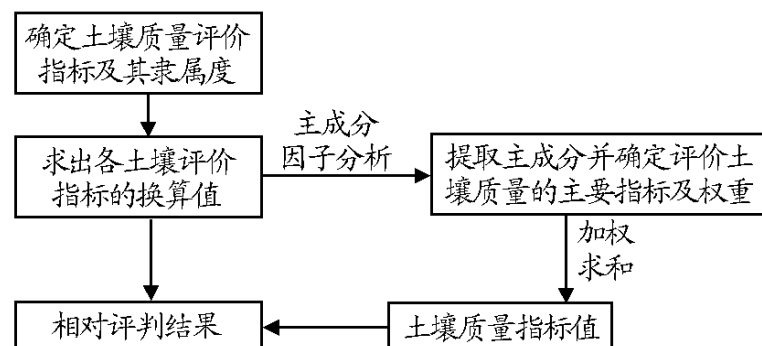 确定土壤质量评价
指标及其隶属度
求出各土壤评价
指标的换算值
主成分
因子分析
提取主成分并确定评价土
壤质量的主要指标及权重
加权
求和
相对评判结果
土壤质量指标值